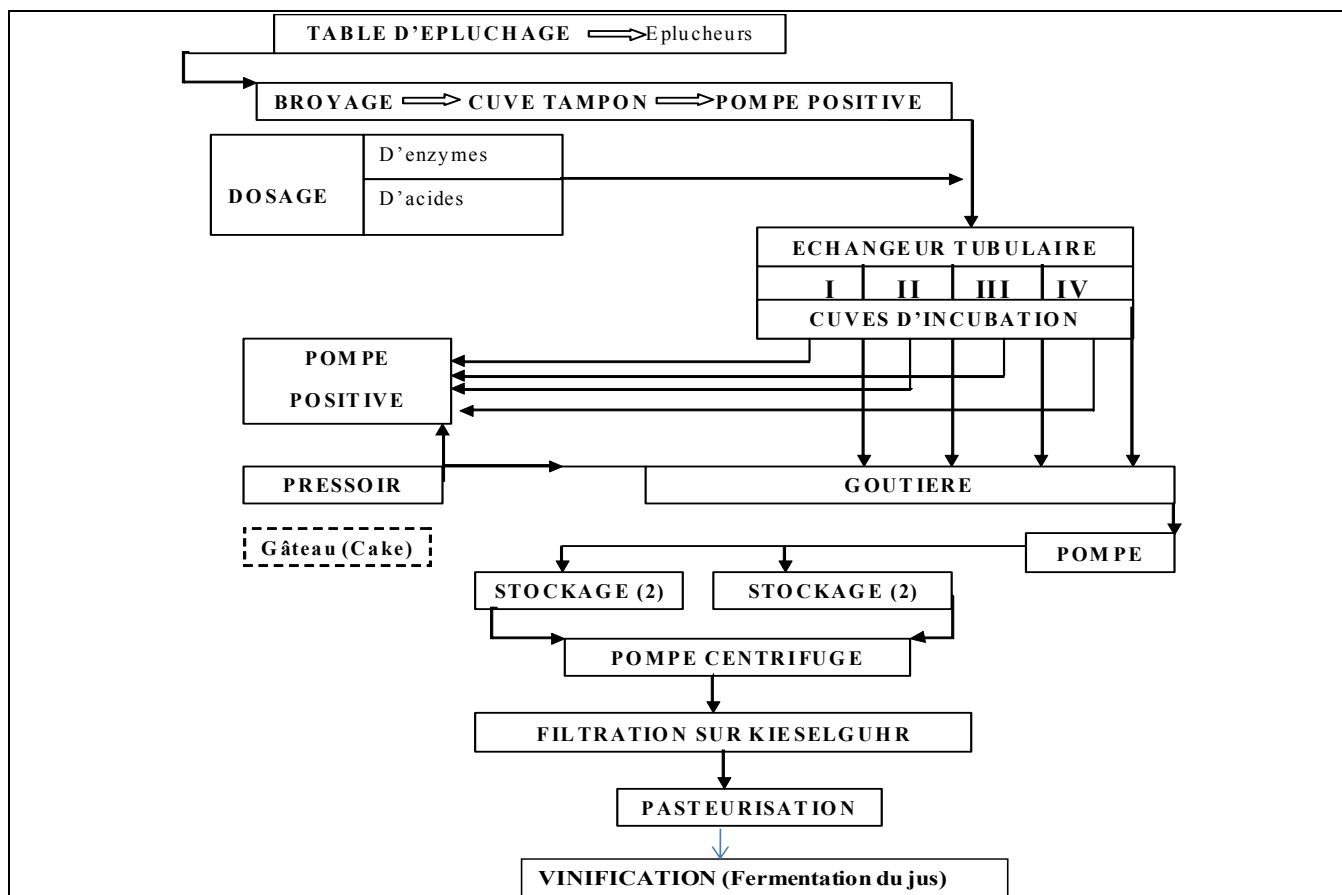 TABLE D'EPLUCHAGE Eplucheurs
BROYAGE CUVE TAMPON POMPE POSITIVE
D'enzymes
DOSAGE
D'acides
ECHANGEUR TUBULAIRE
I II III IV
CUVES D'INCUBATION
POMPE
POSITIVE
PRESSOIR
GOUTIERE
Gâteau (Cake)
POMPE
STOCKAGE (2)
STOCKAGE (2)
POMPE CENTRIFUGE
FILTRATION SUR KIESELGUHR
PASTEURISATION
VINIFICATION (Fermentation du jus)